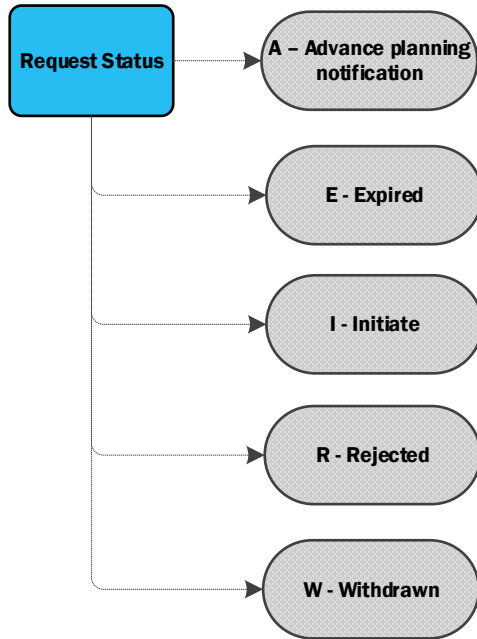 Request Status
A – Advance planning
notification
E - Expired
I - Initiate
R - Rejected
W - Withdrawn